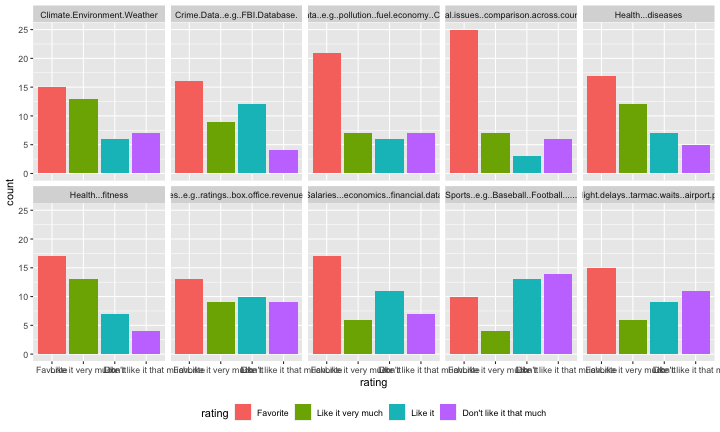 Climate.Environment.Weather
Crime.Data..e.g..FBI.Database.
ata..e.g..pollution..fuel.economy..C
al.issues..comparison.across.cour
Health...diseases
25
20
15
10
5
0
count
Health...fitness
es..e.g..ratings..box.office.revenue
Salaries...economics..financial.data
Sports..e.g..Baseball..Football......
light.delays..tarmac.waits..airport.p
25
20
15
10
5
0
rating
rating
Favorite
Like it very much
Like it
Don't like it that much